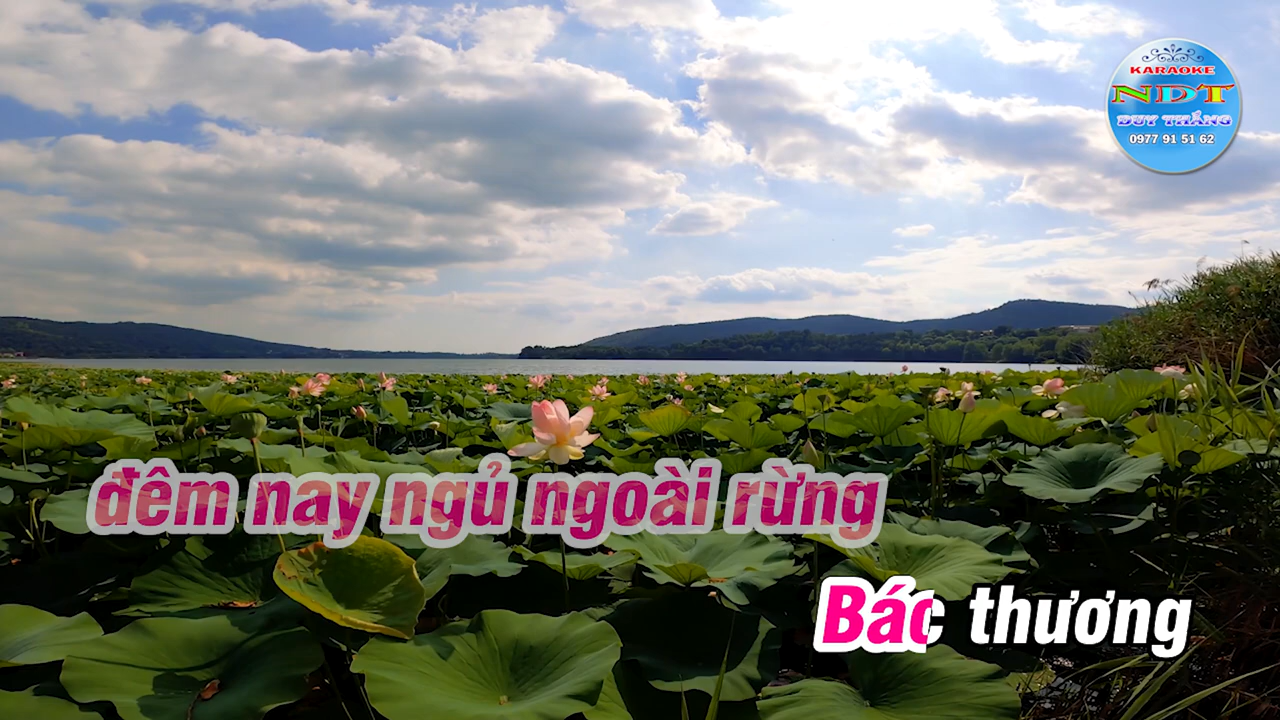 KARAOKE
NDT
DUY THẮNG
0977 91 51 62
đêm nay ngủ ngoài rừng
Bác thương